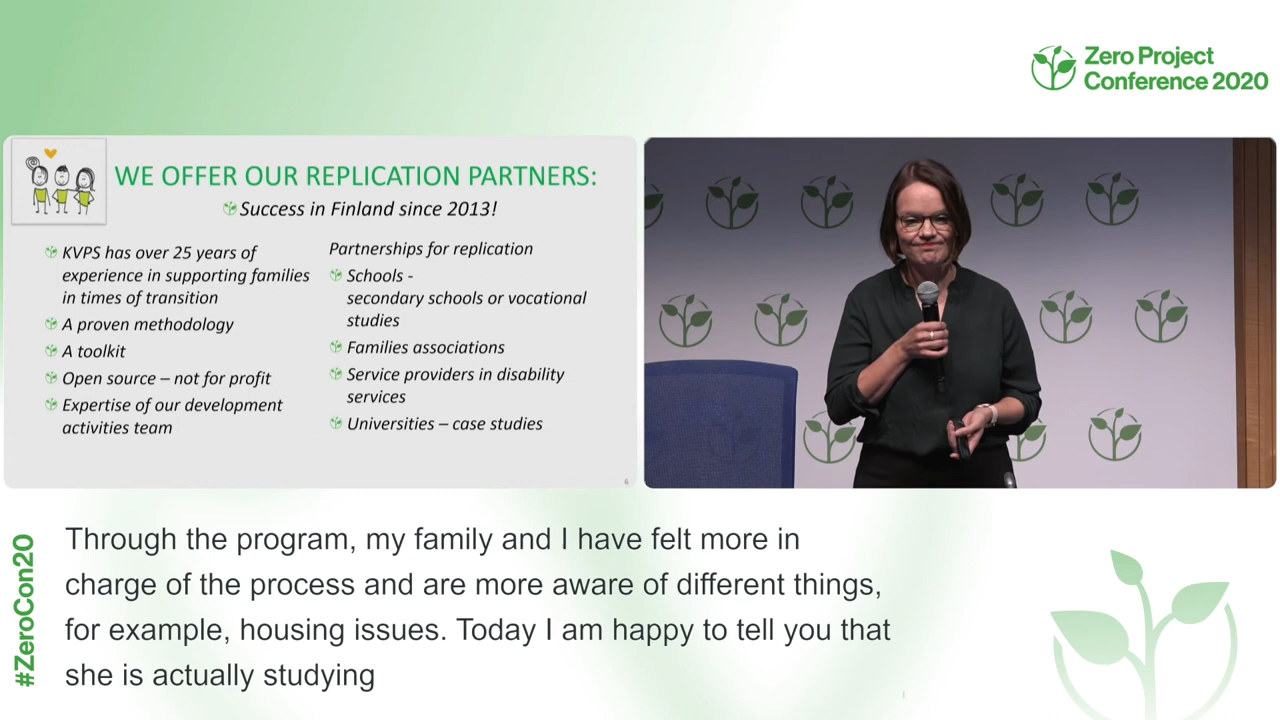 Zero Project
Conference 2020
WE OFFER OUR REPLICATION PARTNERS:
Success in Finland since 2013!
KVPS has over 25 years of
experience in supporting families
in times of transition
A proven methodology
A toolkit
Open source – not for profit
Expertise of our development
activities team
Partnerships for replication
Schools -
secondary schools or vocational
studies
Families associations
Service providers in disability
services
Universities – case studies
6
#ZeroCon20
Through the program, my family and I have felt more in
charge of the process and are more aware of different things,
for example, housing issues. Today I am happy to tell you that
she is actually studying